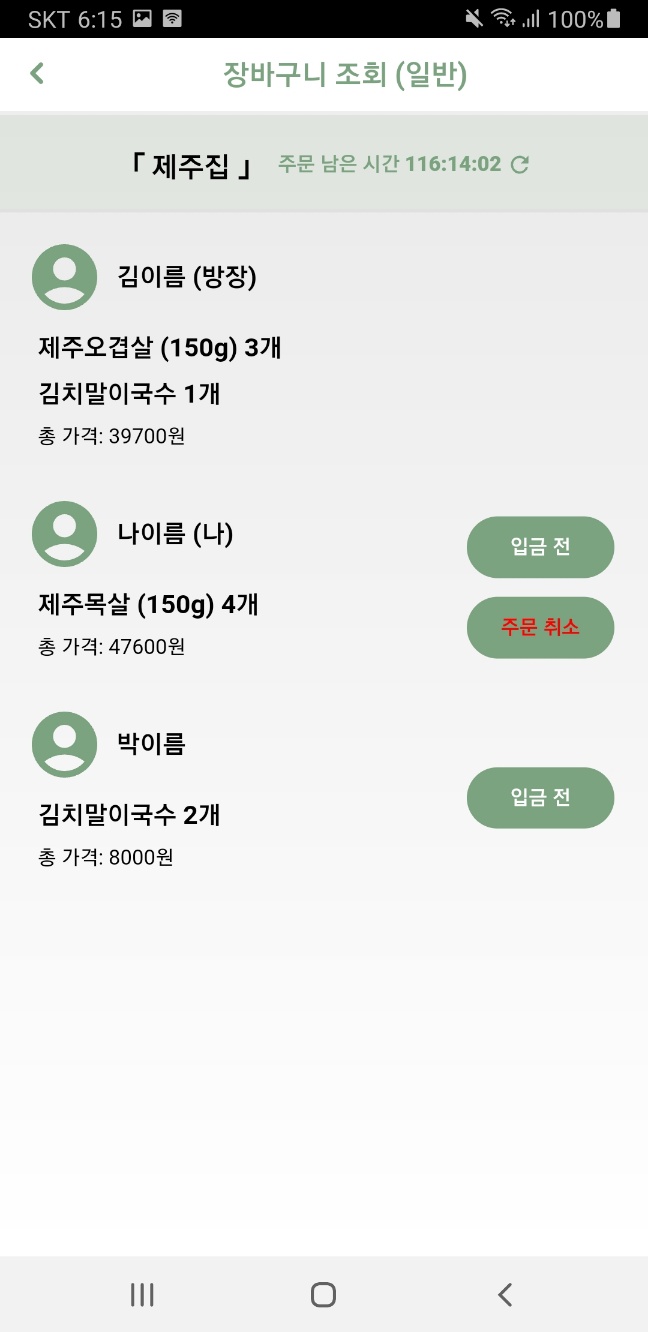 SKT 6:15 100%
장바구니 조회 (일반)
「 제주집 」 주문 남은 시간 116:14:02
김이름 (방장)
제주오겹살 (150g) 3개
김치말이국수 1개
총 가격: 39700원
나이름 (나)
입금 전
제주목살 (150g) 4개
주문 취소
총 가격: 47600원
박이름
입금 전
김치말이국수 2개
총 가격: 8000원